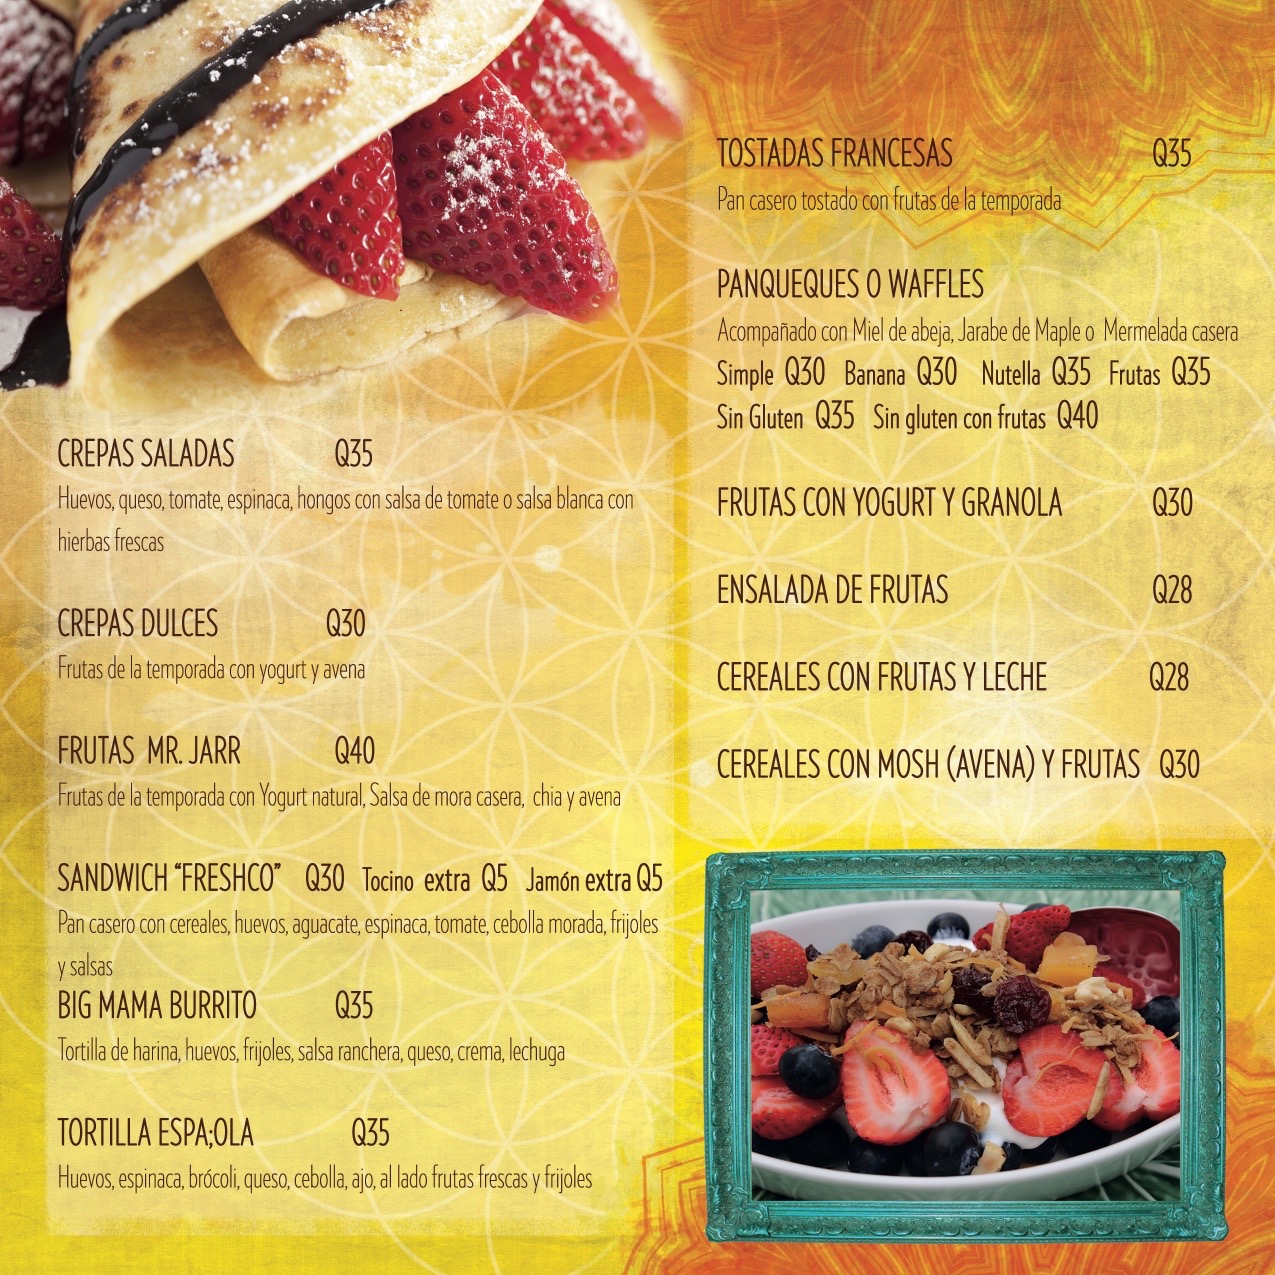 CREPAS SALADAS Q35
Huevos, queso, tomate, espinaca, hongos con salsa de tomate o salsa blanca con
hierbas frescas
CREPAS DULCES Q30
Frutas de la temporada con yogurt y avena
FRUTAS MR. JARR Q40
Frutas de la temporada con Yogurt natural, Salsa de mora casera, chia y avena
SANDWICH “FRESHCO” Q30 Tocino extra Q5 Jamón extra Q5
Pan casero con cereales, huevos, aguacate, espinaca, tomate, cebolla morada, frijoles
y salsas
BIG MAMA BURRITO Q35
Tortilla de harina, huevos, frijoles, salsa ranchera, queso, crema, lechuga
TORTILLA ESPA;OLA Q35
Huevos, espinaca, brócoli, queso, cebolla, ajo, al lado frutas frescas y frijoles
TOSTADAS FRANCESAS Q35
Pan casero tostado con frutas de la temporada
PANQUEQUES O WAFFLES
Acompañado con Miel de abeja, Jarabe de Maple o Mermelada casera
Simple Q30 Banana Q30 Nutella Q35 Frutas Q35
Sin Gluten Q35 Sin gluten con frutas Q40
FRUTAS CON YOGURT Y GRANOLA Q30
ENSALADA DE FRUTAS Q28
CEREALES CON FRUTAS Y LECHE Q28
CEREALES CON MOSH (AVENA) Y FRUTAS Q30